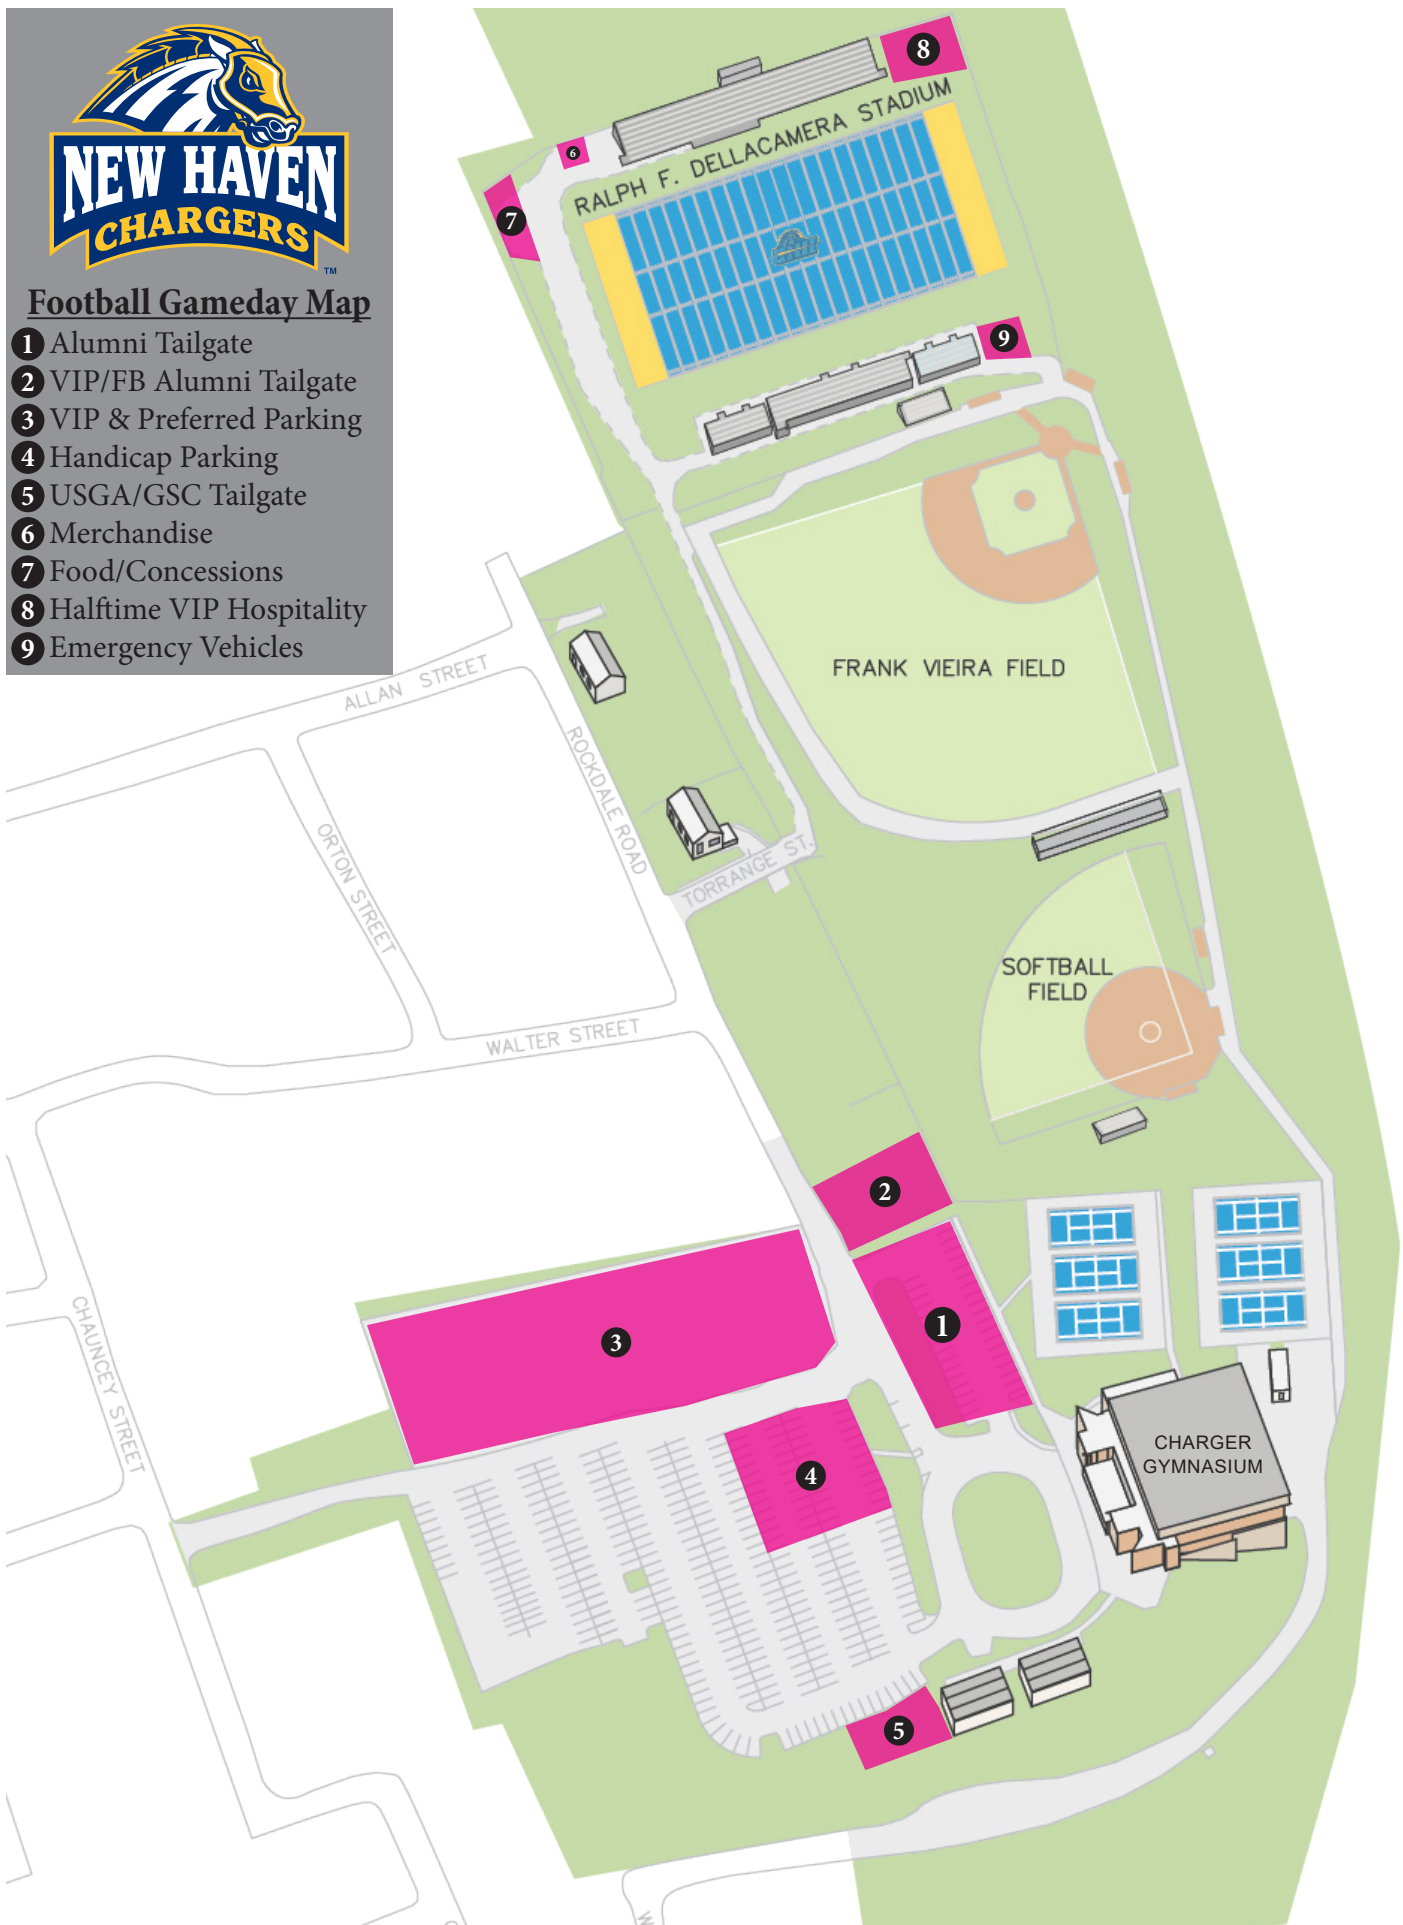 NEW HAVEN
CHARGERS
TM
Football Gameday Map
1 Alumni Tailgate
2 VIP/FB Alumni Tailgate
3 VIP & Preferred Parking
4 Handicap Parking
5 USGA/GSC Tailgate
6 Merchandise
7 Food/Concessions
8 Halftime VIP Hospitality
9 Emergency Vehicles
8
6
RALPH F. DELLACAMERA STADIUM
7
9
FRANK VIEIRA FIELD
ALLAN STREET
ROCKDALE ROAD
ORTON STREET
TORRANGE ST.
SOFTBALL
FIELD
WALTER STREET
2
CHAUNCEY STREET
3
1
4
CHARGER
GYMNASIUM
5